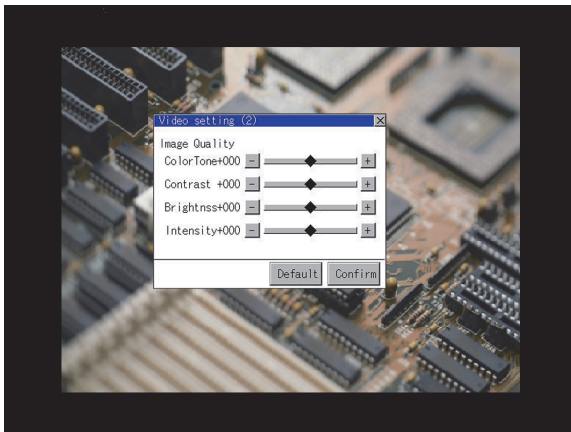 Video setting (2)
Image Quality
ColorTone+000 - +
Contrast +000 - +
Brightnss+000 - +
Intensity+000 - +
Default Confirm